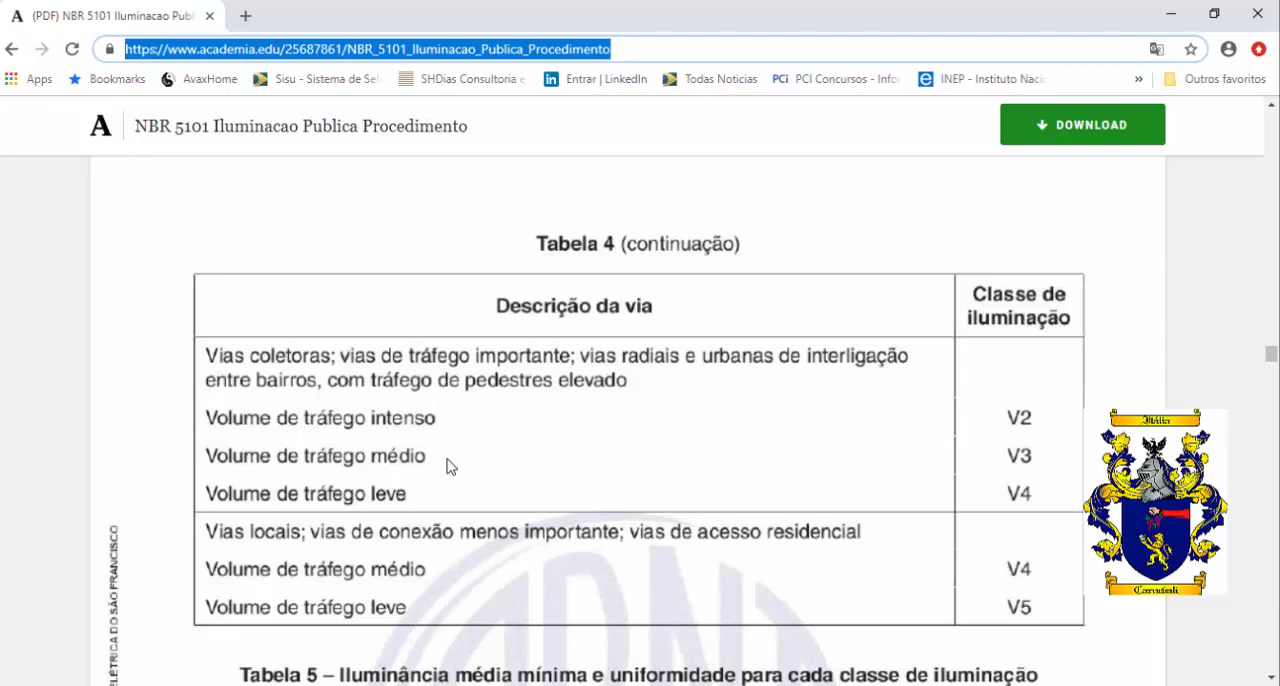 A (PDF) NBR 5101 Iluminacao Publ
https://www.academia.edu/25687861/NBR_5101_Iluminacao_Publica_Procedimento
Apps Bookmarks AvaxHome Sisu - Sistema de Sel SHDias Consultoria e Entrar | LinkedIn Todas Noticias PCi PCI Concursos - Info INEP - Instituto Naci » Outros favoritos
A NBR 5101 Iluminacao Publica Procedimento DOWNLOAD
Tabela 4 (continuação)
Descrição da via
Classe de
iluminação
Vias coletoras; vias de tráfego importante; vias radiais e urbanas de interligação
entre bairros, com tráfego de pedestres elevado
Volume de tráfego intenso V2
Volume de tráfego médio V3
Volume de tráfego leve V4
Vias locais; vias de conexão menos importante; vias de acesso residencial
Volume de tráfego médio V4
Volume de tráfego leve V5
Tabela 5 – Iluminância média mínima e uniformidade para cada classe de iluminação
ELÉTRICA DO SÃO FRANCISCO
Itália